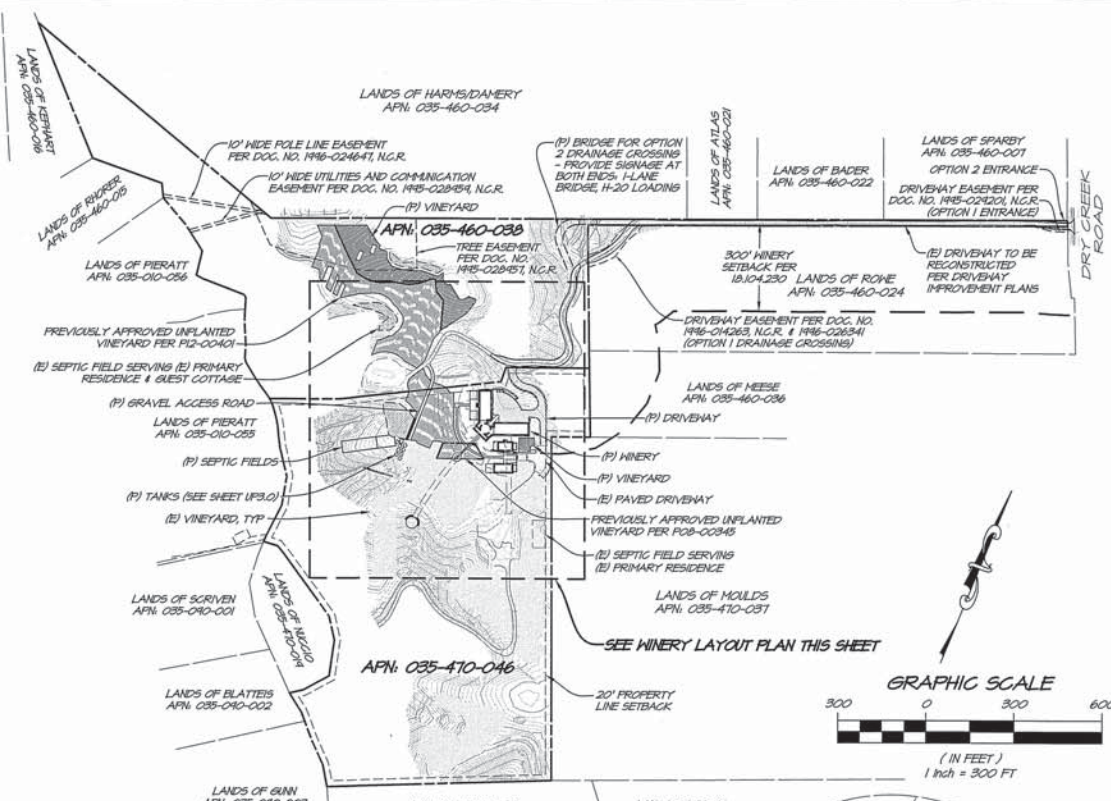 LANDS OF KEPHART
APN: 035-460-016
LANDS OF HARMS/DAMERY
APN: 035-460-034
10' WIDE POLE LINE EASEMENT
PER DOC. NO. 1996-024647, N.C.R.
10' WIDE UTILITIES AND COMMUNICATION
EASEMENT PER DOC. NO. 1995-028959, N.C.R.
(P) VINEYARD
APN: 035-460-038
TREE EASEMENT
PER DOC. NO.
1995-028957, N.C.R.
(P) BRIDGE FOR OPTION
2 DRAINAGE CROSSING
- PROVIDE SIGNAGE AT
BOTH ENDS, 1-LANE
BRIDGE, H-20 LOADING
LANDS OF ATLAS
APN: 035-460-021
LANDS OF BADER
APN: 035-460-022
LANDS OF SPARBY
APN: 035-460-007
OPTION 2 ENTRANCE
DRIVEWAY EASEMENT PER
DOC. NO. 1995-029201, N.C.R.
(OPTION 1 ENTRANCE)
DRY CREEK
ROAD
LANDS OF RHORER
APN: 035-460-015
LANDS OF PIERATT
APN: 035-010-056
300' WINERY
SETBACK PER
18.104.230
LANDS OF ROWE
APN: 035-460-024
(E) DRIVEWAY TO BE
RECONSTRUCTED
PER DRIVEWAY
IMPROVEMENT PLANS
PREVIOUSLY APPROVED UNPLANTED
VINEYARD PER P12-00401
(E) SEPTIC FIELD SERVING (E) PRIMARY
RESIDENCE & GUEST COTTAGE
(P) GRAVEL ACCESS ROAD
LANDS OF PIERATT
APN: 035-010-055
(P) SEPTIC FIELDS
(P) TANKS (SEE SHEET UP3.0)
(E) VINEYARD, TYP
DRIVEWAY EASEMENT PER DOC. NO.
1996-014263, N.C.R. & 1996-026341
(OPTION 1 DRAINAGE CROSSING)
LANDS OF MEESE
APN: 035-460-036
(P) DRIVEWAY
(P) WINERY
(P) VINEYARD
(E) PAVED DRIVEWAY
PREVIOUSLY APPROVED UNPLANTED
VINEYARD PER P08-00345
(E) SEPTIC FIELD SERVING
(E) PRIMARY RESIDENCE
LANDS OF SCRIVEN
APN: 035-090-001
LANDS OF NUCCIO
APN: 035-470-019
LANDS OF MOULDS
APN: 035-470-037
SEE WINERY LAYOUT PLAN THIS SHEET
APN: 035-470-046
LANDS OF BLATTEIS
APN: 035-090-002
20' PROPERTY
LINE SETBACK
GRAPHIC SCALE
300 0 300 600
( IN FEET )
1 inch = 300 FT
LANDS OF GUNN